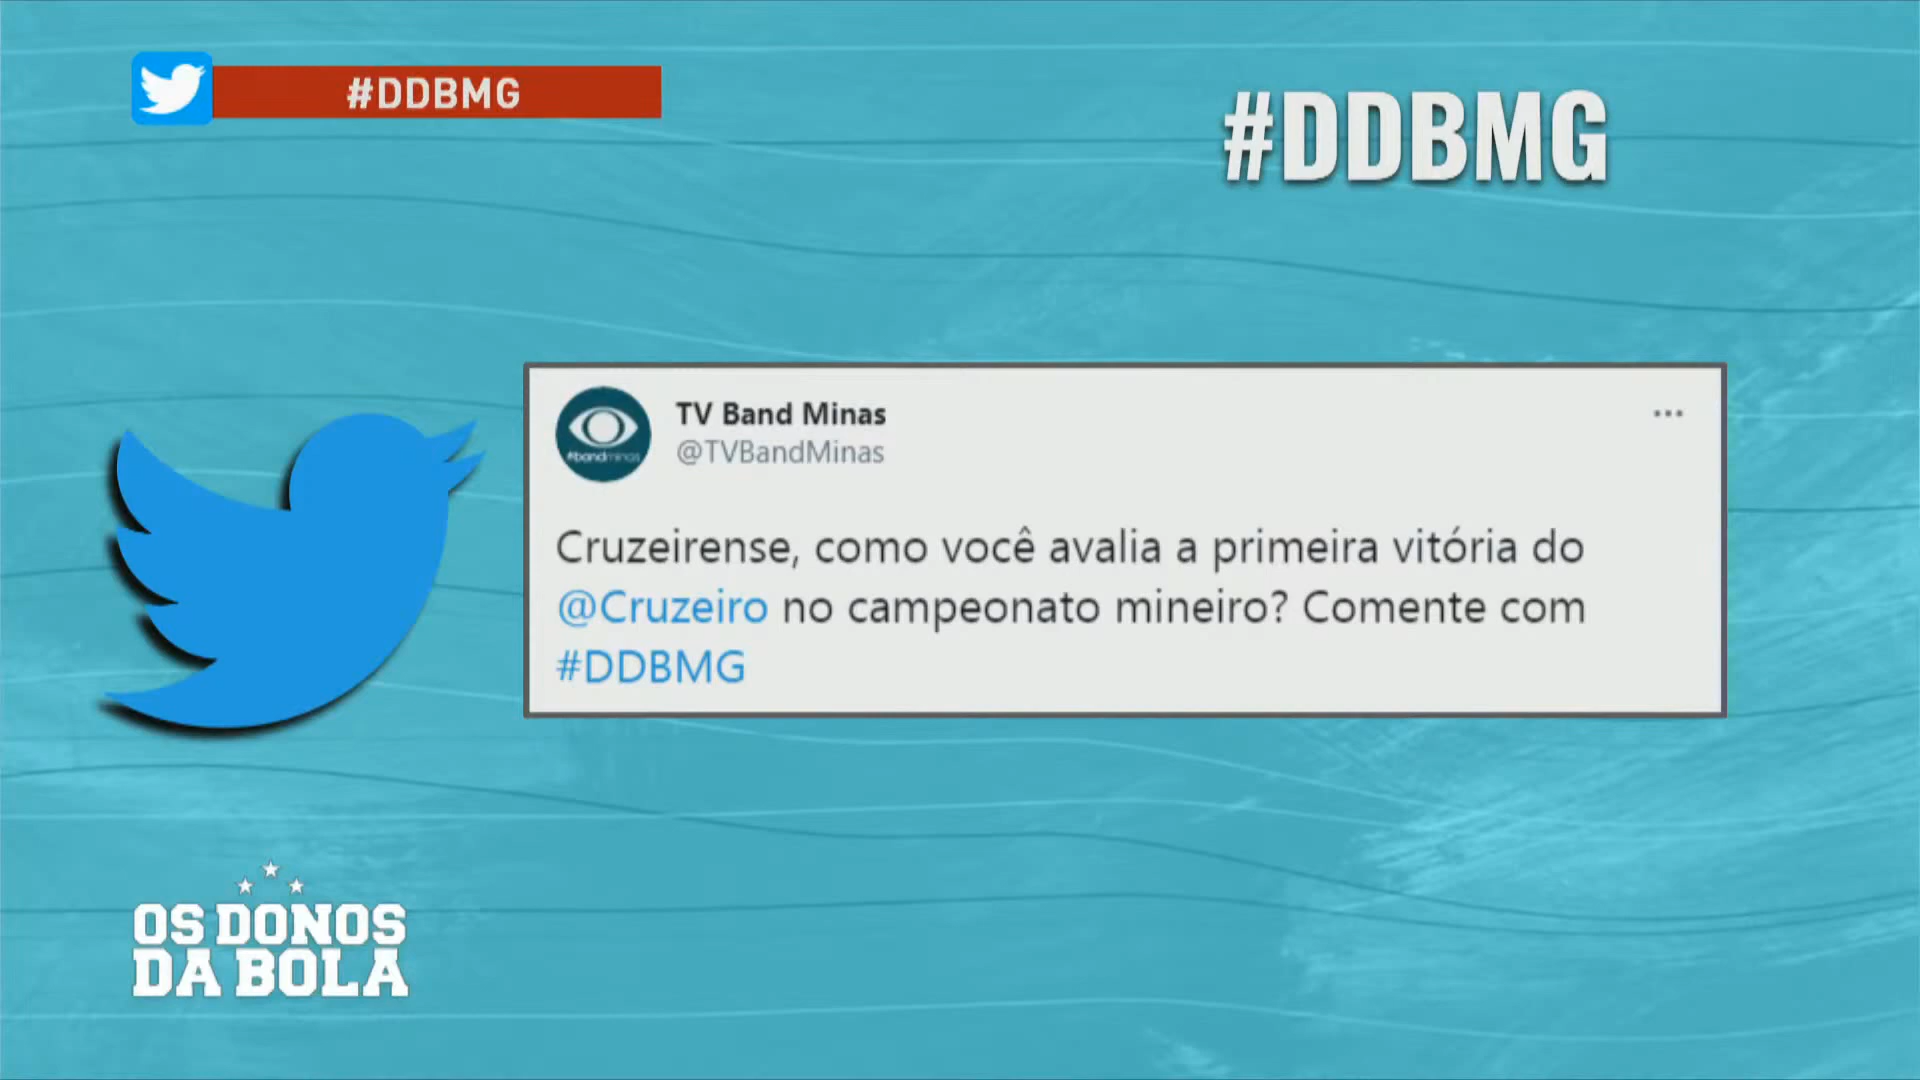 #DDBMG
#DDBMG
TV Band Minas
@TVBandMinas
#bandminas
Cruzeirense, como você avalia a primeira vitória do
@Cruzeiro no campeonato mineiro? Comente com
#DDBMG
OS DONOS
DA BOLA